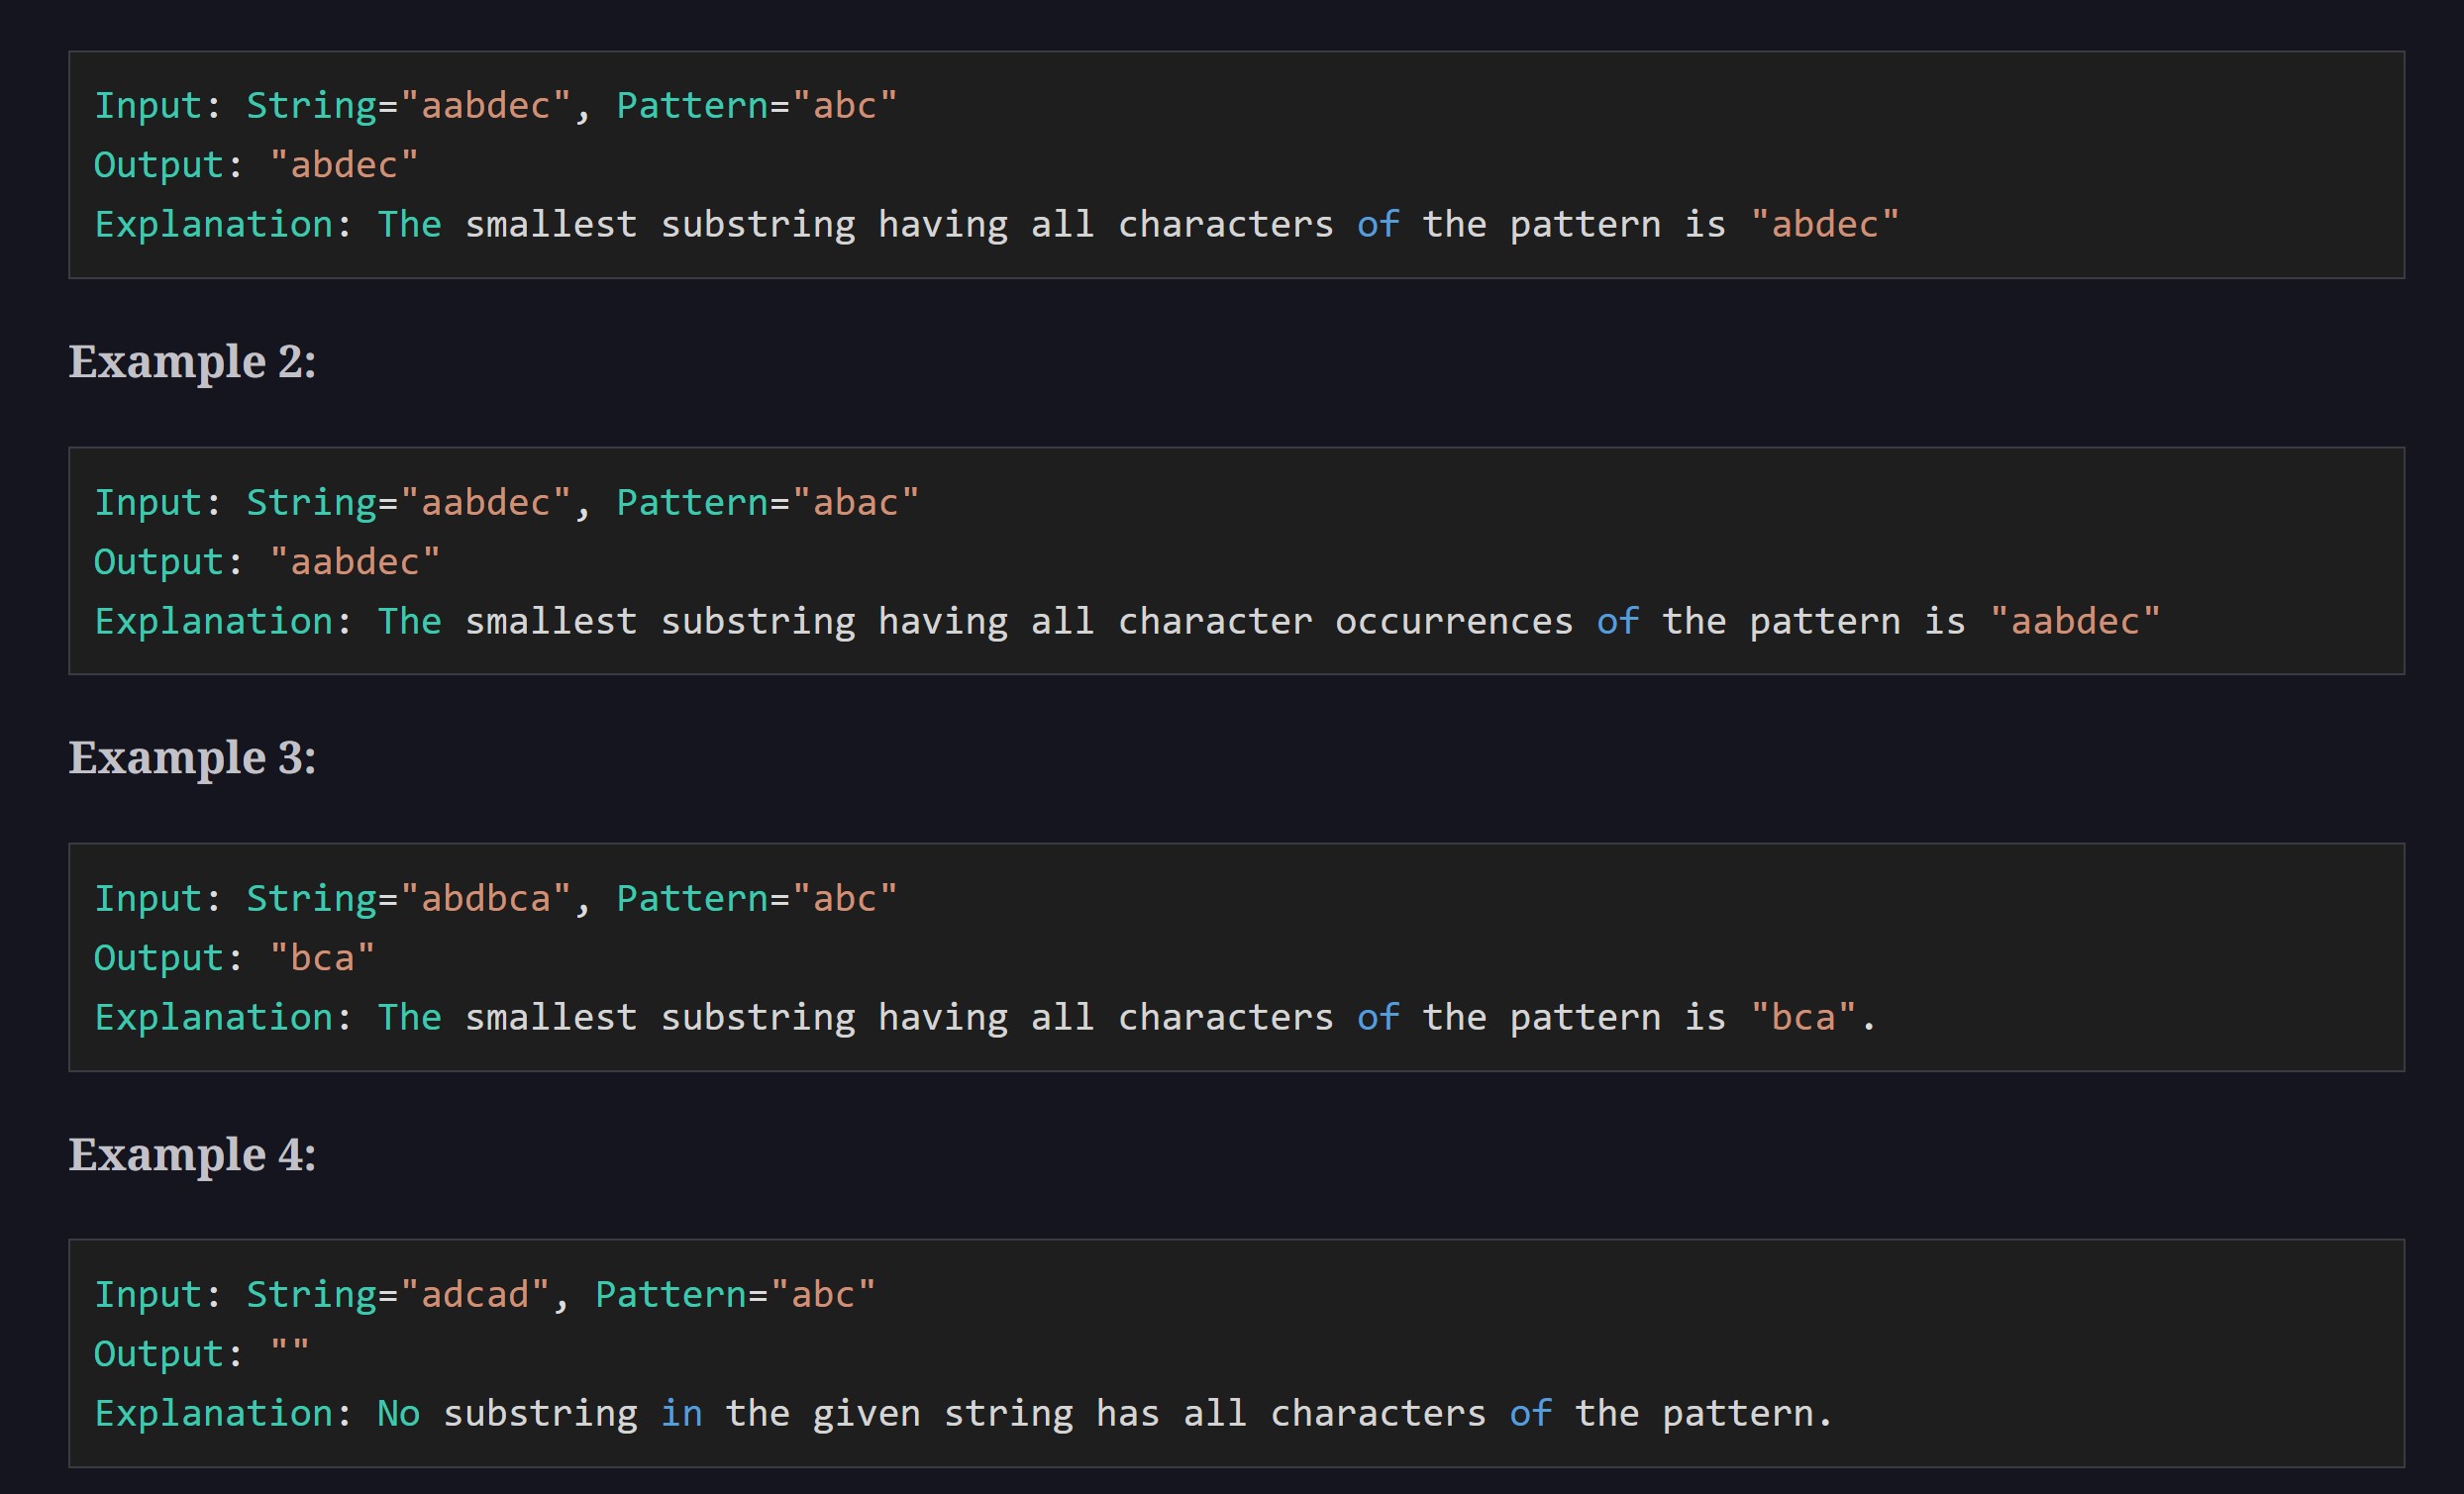 Input: String="aabdec", Pattern="abc"
Output: "abdec"
Explanation: The smallest substring having all characters of the pattern is "abdec"
Example 2:
Input: String="aabdec", Pattern="abac"
Output: "aabdec"
Explanation: The smallest substring having all character occurrences of the pattern is "aabdec"
Example 3:
Input: String="abdbca", Pattern="abc"
Output: "bca"
Explanation: The smallest substring having all characters of the pattern is "bca".
Example 4:
Input: String="adcad", Pattern="abc"
Output: ""
Explanation: No substring in the given string has all characters of the pattern.